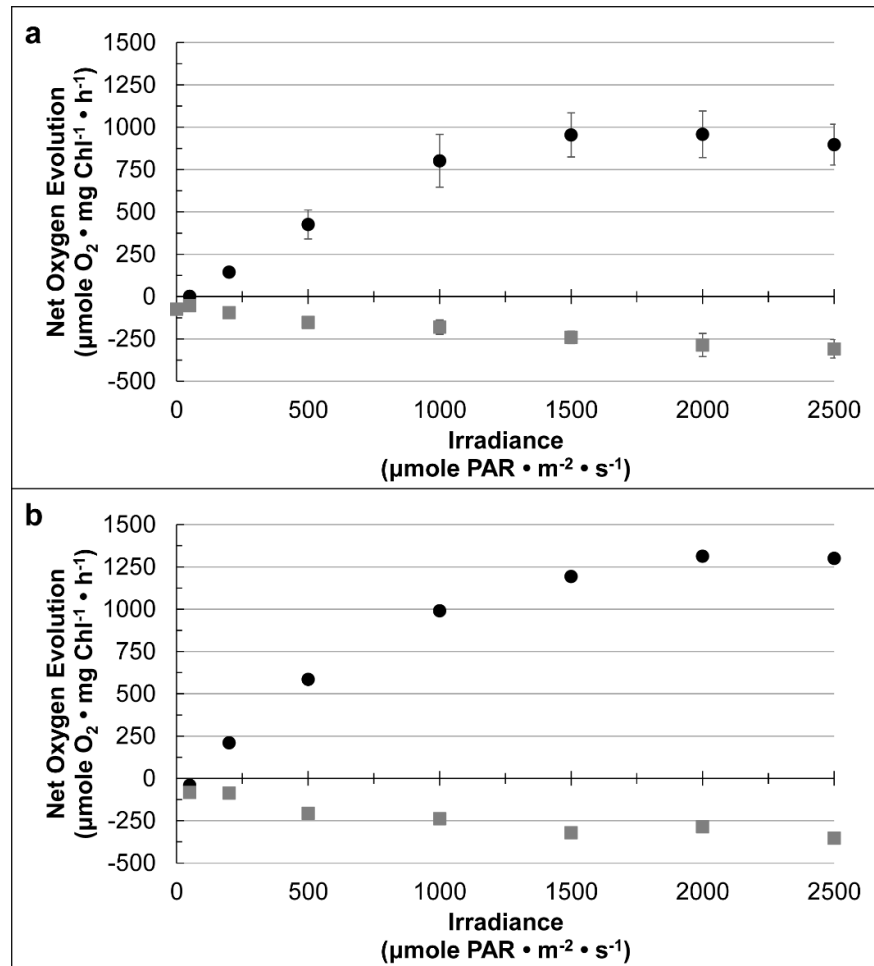 a
Net Oxygen Evolution
(µmole O₂ • mg Chl⁻¹ • h⁻¹)
1500
1250
1000
750
500
250
0
-250
-500
0 500 1000 1500 2000 2500
Irradiance
(µmole PAR • m⁻² • s⁻¹)
b
Net Oxygen Evolution
(µmole O₂ • mg Chl⁻¹ • h⁻¹)
1500
1250
1000
750
500
250
0
-250
-500
0 500 1000 1500 2000 2500
Irradiance
(µmole PAR • m⁻² • s⁻¹)